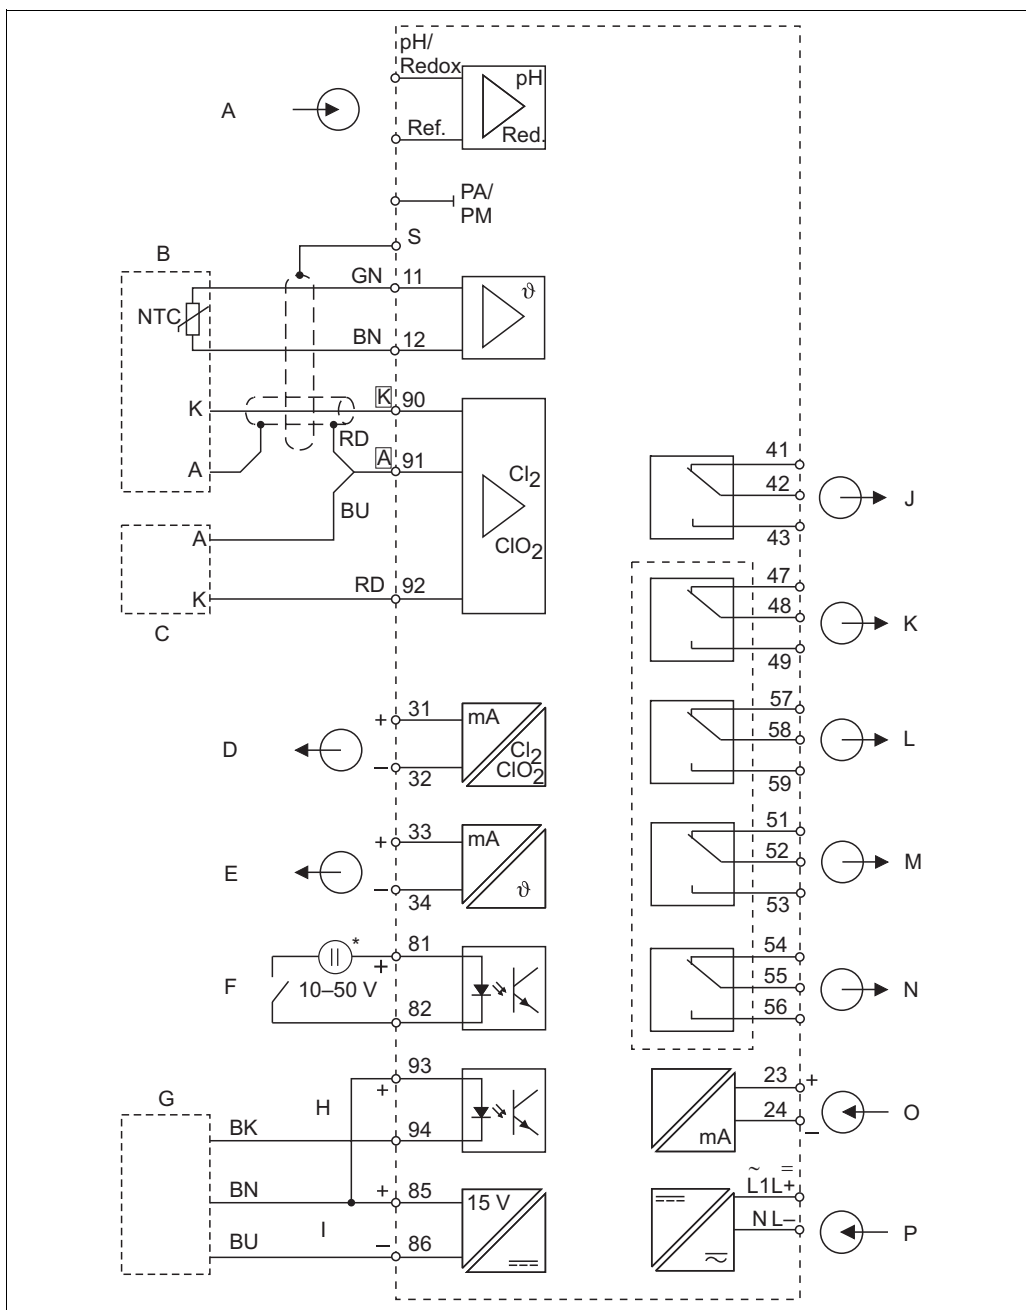 pH/
Redox
pH
A
Ref.
Red.
PA/
PM
S
B
GN
11
ϑ
NTC
BN
12
K
K
90
RD
A
A
91
Cl2
BU
ClO2
A
RD
92
K
C
31
+
mA
D
Cl2
ClO2
–
32
33
+
mA
E
–
34
ϑ
81
*
+
F
10–50 V
82
93
G
+
H
BK
94
BN
+
85
15 V
I
BU
–
86
41
42
J
43
47
48
K
49
57
58
L
59
51
52
M
53
54
55
N
56
23
+
24
O
mA
–
~ =
L1L+
N L–
P